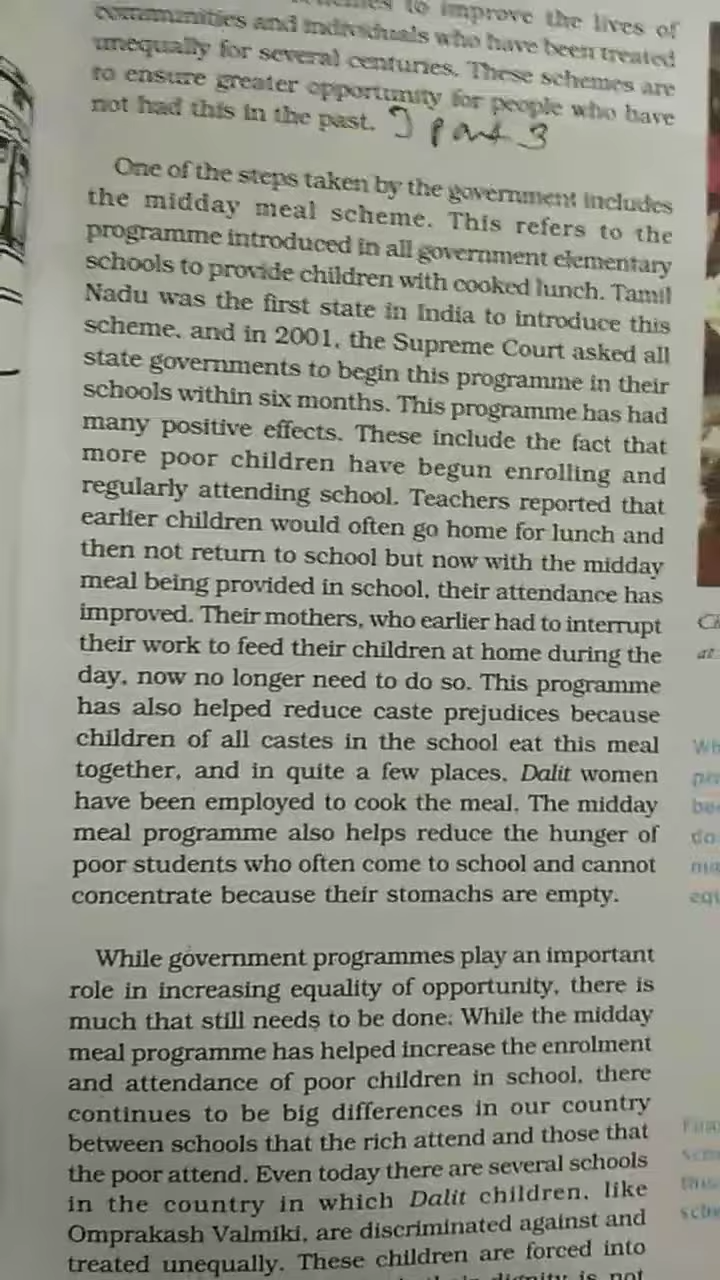 to improve the lives of
communities and individuals who have been treated
unequally for several centuries. These schemes are
to ensure greater opportunity for people who have
not had this in the past. Part 3
One of the steps taken by the government includes
the midday meal scheme. This refers to the
programme introduced in all government elementary
schools to provide children with cooked lunch. Tamil
Nadu was the first state in India to introduce this
scheme, and in 2001, the Supreme Court asked all
state governments to begin this programme in their
schools within six months. This programme has had
many positive effects. These include the fact that
more poor children have begun enrolling and
regularly attending school. Teachers reported that
earlier children would often go home for lunch and
then not return to school but now with the midday
meal being provided in school, their attendance has
improved. Their mothers, who earlier had to interrupt
their work to feed their children at home during the
day, now no longer need to do so. This programme
has also helped reduce caste prejudices because
children of all castes in the school eat this meal
together, and in quite a few places, Dalit women
have been employed to cook the meal. The midday
meal programme also helps reduce the hunger of
poor students who often come to school and cannot
concentrate because their stomachs are empty.
While government programmes play an important
role in increasing equality of opportunity, there is
much that still needs to be done. While the midday
meal programme has helped increase the enrolment
and attendance of poor children in school, there
continues to be big differences in our country
between schools that the rich attend and those that
the poor attend. Even today there are several schools
in the country in which Dalit children, like
Omprakash Valmiki, are discriminated against and
treated unequally. These children are forced into
dignity is not
at